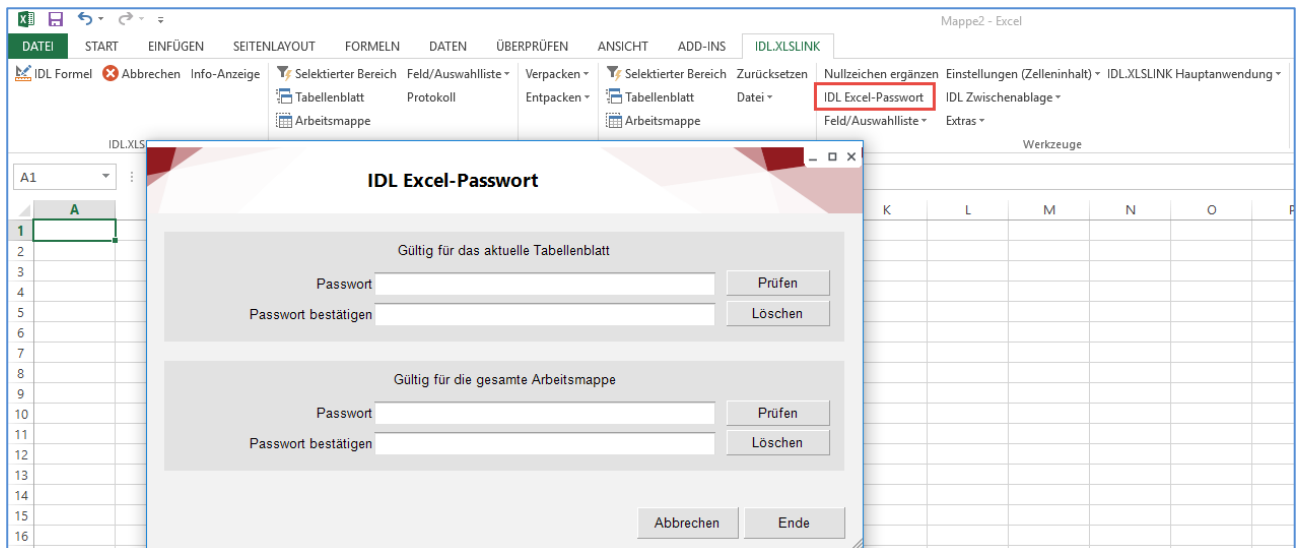 Mappe2 - Excel
DATEI START EINFÜGEN SEITENLAYOUT FORMELN DATEN ÜBERPRÜFEN ANSICHT ADD-INS IDL.XLSLINK
IDL Formel Abbrechen Info-Anzeige Selektierter Bereich Feld/Auswahlliste Verpacken Selektierter Bereich Zurücksetzen Nullzeichen ergänzen Einstellungen (Zelleninhalt) IDL.XLSLINK Hauptanwendung
Tabellenblatt Protokoll Entpacken Tabellenblatt Datei IDL Excel-Passwort IDL Zwischenablage
Arbeitsmappe Arbeitsmappe Feld/Auswahlliste Extras
IDL.XLS Werkzeuge
A1
IDL Excel-Passwort
A K L M N O
1
2
3
4
5
6
7
8
9
10
11
12
13
14
15
16
Gültig für das aktuelle Tabellenblatt
Passwort Prüfen
Passwort bestätigen Löschen
Gültig für die gesamte Arbeitsmappe
Passwort Prüfen
Passwort bestätigen Löschen
Abbrechen Ende